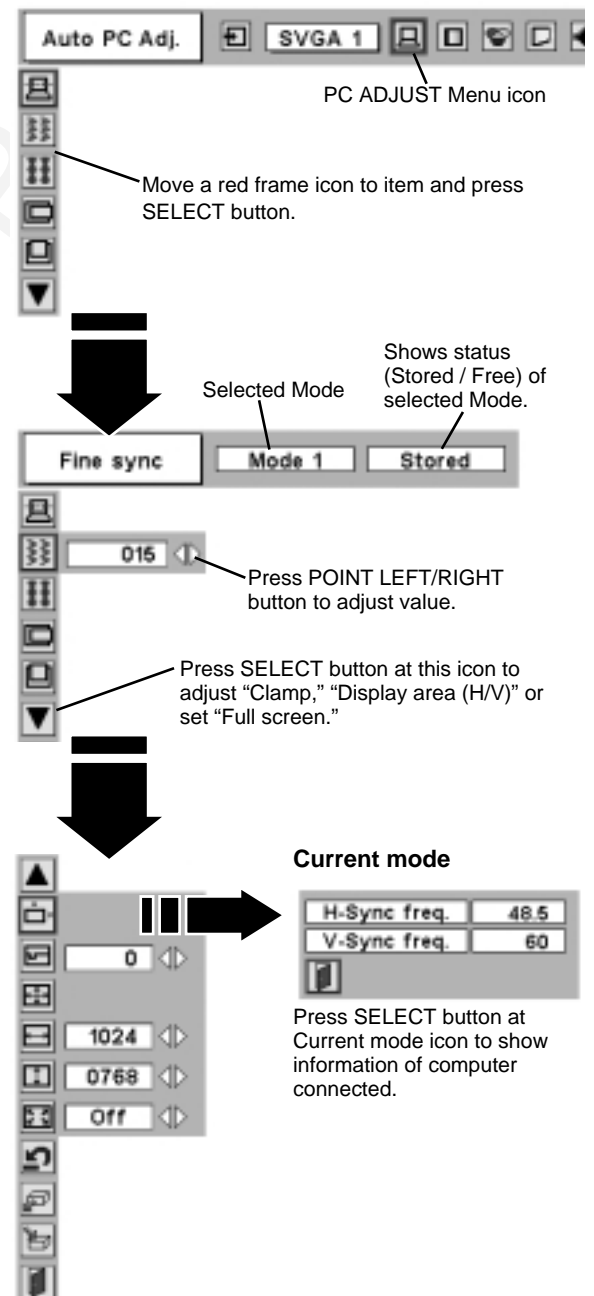 Auto PC Adj.
SVGA 1
PC ADJUST Menu icon
Move a red frame icon to item and press
SELECT button.
Shows status
(Stored / Free) of
selected Mode.
Selected Mode
Fine sync
Mode 1
Stored
015
Press POINT LEFT/RIGHT
button to adjust value.
Press SELECT button at this icon to
adjust “Clamp,” “Display area (H/V)” or
set “Full screen.”
Current mode
H-Sync freq. 48.5
V-Sync freq. 60
0
1024
0768
Off
Press SELECT button at
Current mode icon to show
information of computer
connected.